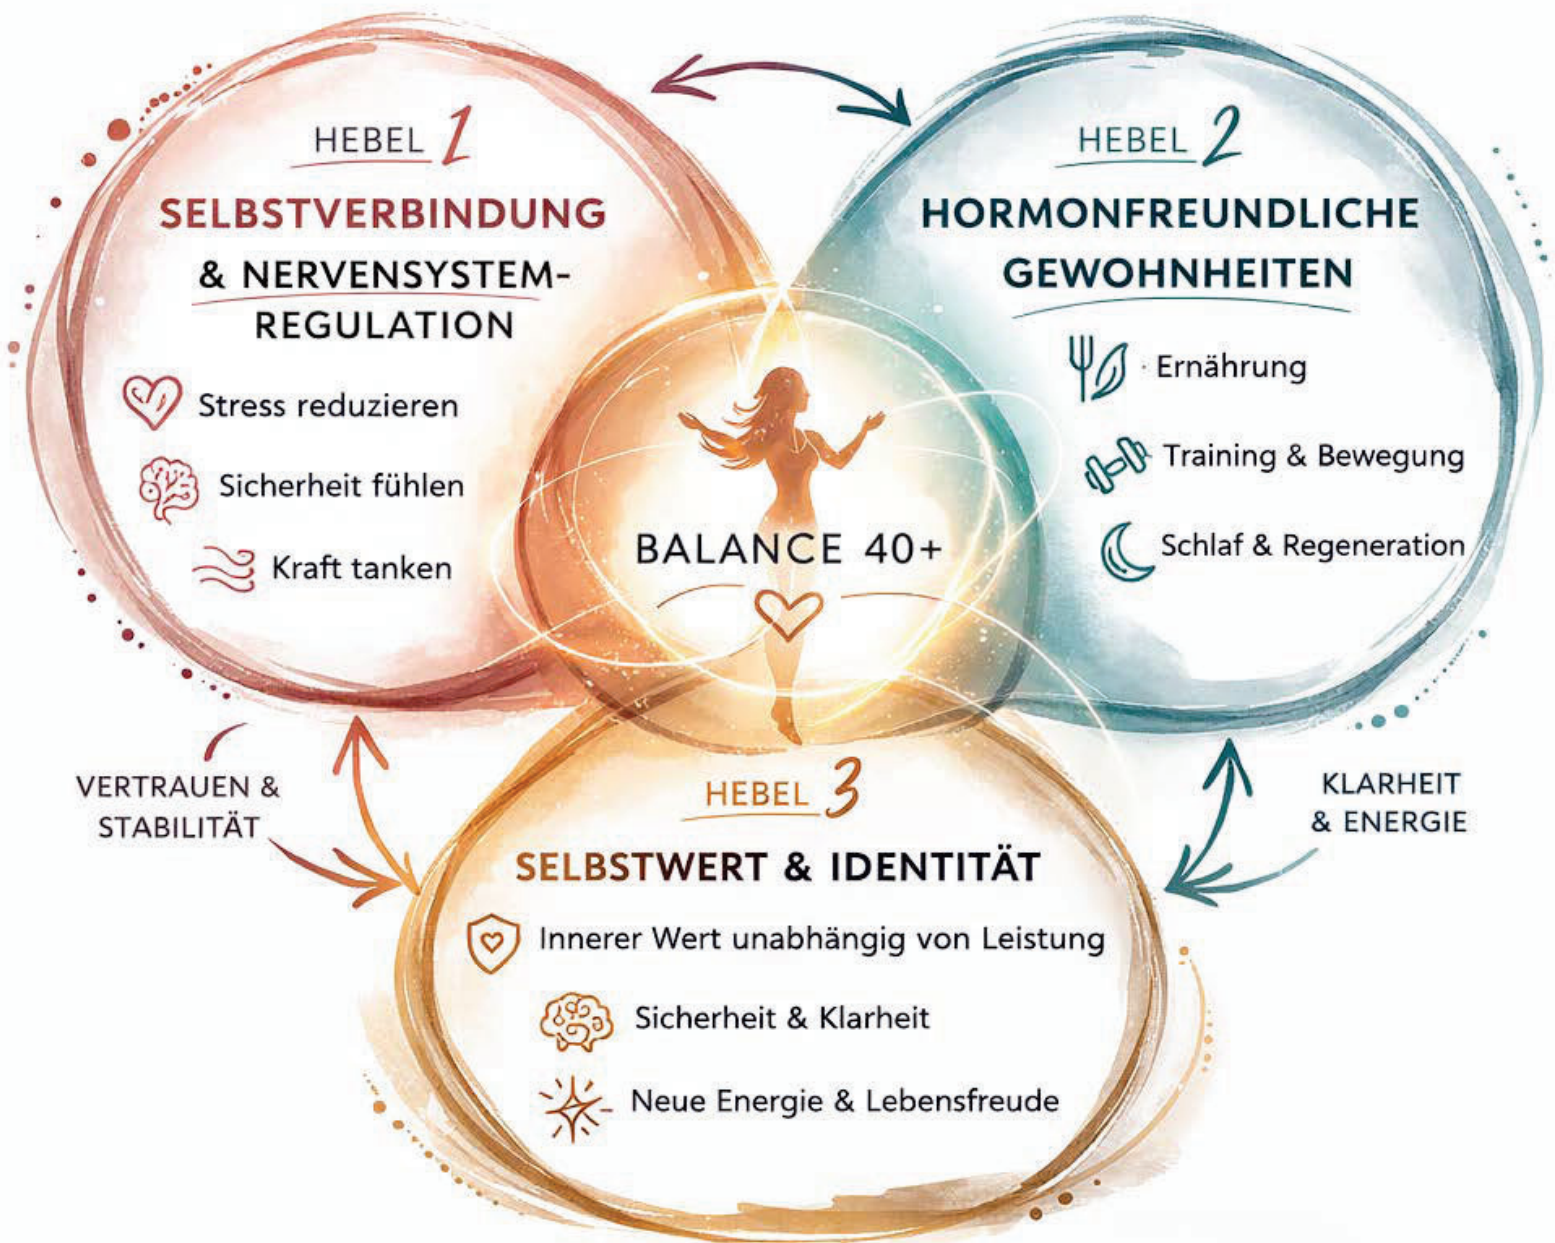 HEBEL 1
SELBSTVERBINDUNG
& NERVENSYSTEM-
REGULATION
Stress reduzieren
Sicherheit fühlen
Kraft tanken
HEBEL 2
HORMONFREUNDLICHE
GEWOHNHEITEN
Ernährung
Training & Bewegung
Schlaf & Regeneration
BALANCE 40+
VERTRAUEN &
STABILITÄT
KLARHEIT
& ENERGIE
HEBEL 3
SELBSTWERT & IDENTITÄT
Innerer Wert unabhängig von Leistung
Sicherheit & Klarheit
Neue Energie & Lebensfreude